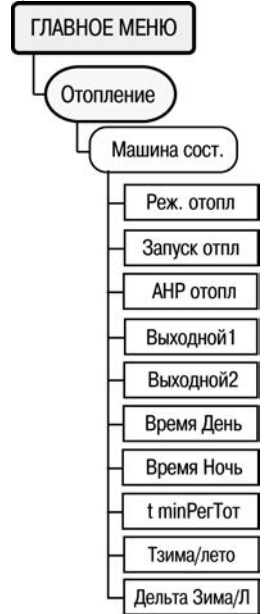 ГЛАВНОЕ МЕНЮ
Отопление
Машина сост.
Реж. отопл
Запуск отпл
АНР отопл
Выходной1
Выходной2
Время День
Время Ночь
t minРегТот
Тзима/лето
Дельта Зима/Л